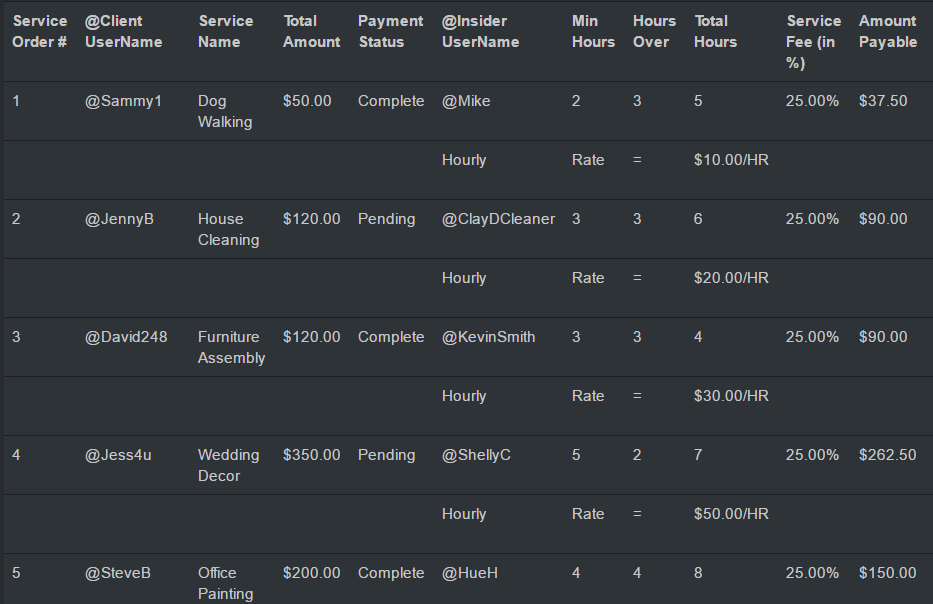 Service Order # @Client UserName Service Name Total Amount Payment Status @Insider UserName Min Hours Hours Over Total Hours Service Fee (in %) Amount Payable
1 @Sammy1 Dog Walking $50.00 Complete @Mike 2 3 5 25.00% $37.50
Hourly Rate = $10.00/HR
2 @JennyB House Cleaning $120.00 Pending @ClayDCleaner 3 3 6 25.00% $90.00
Hourly Rate = $20.00/HR
3 @David248 Furniture Assembly $120.00 Complete @KevinSmith 3 3 4 25.00% $90.00
Hourly Rate = $30.00/HR
4 @Jess4u Wedding Decor $350.00 Pending @ShellyC 5 2 7 25.00% $262.50
Hourly Rate = $50.00/HR
5 @SteveB Office Painting $200.00 Complete @HueH 4 4 8 25.00% $150.00